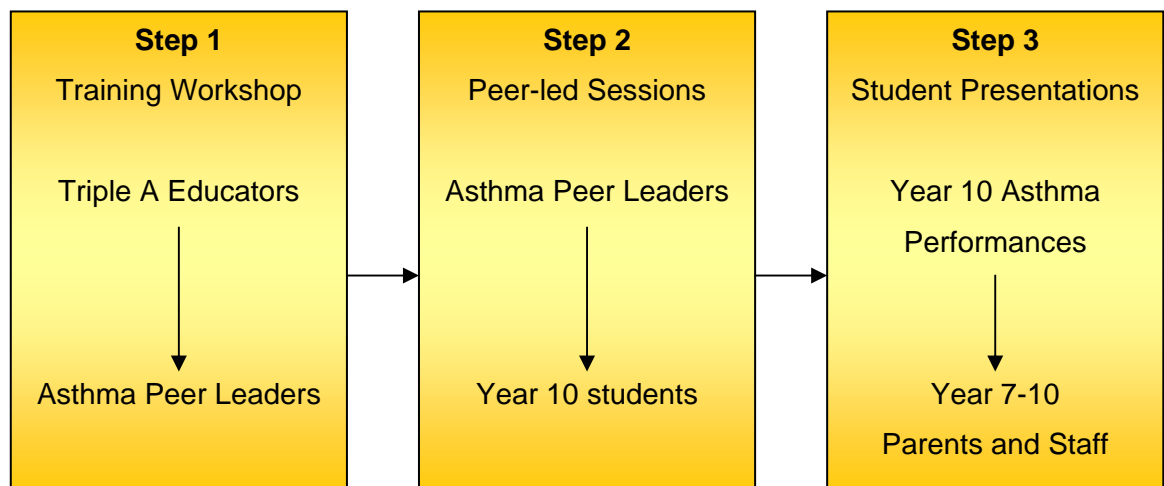 Step 1
Training Workshop
Triple A Educators
Asthma Peer Leaders
Step 2
Peer-led Sessions
Asthma Peer Leaders
Year 10 students
Step 3
Student Presentations
Year 10 Asthma
Performances
Year 7-10
Parents and Staff